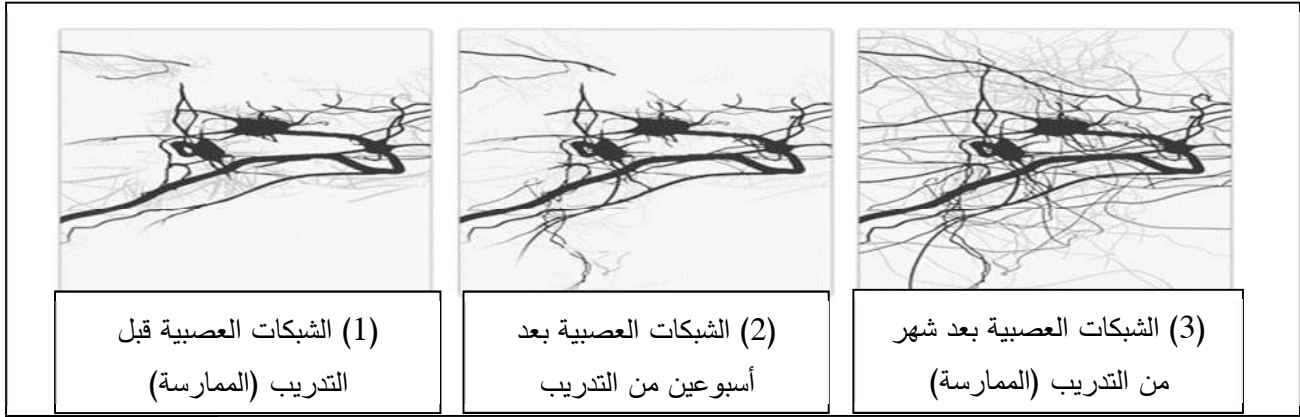 (1) الشبكات العصبية قبل
التدريب (الممارسة)
(2) الشبكات العصبية بعد
أسبوعين من التدريب
(3) الشبكات العصبية بعد شهر
من التدريب (الممارسة)